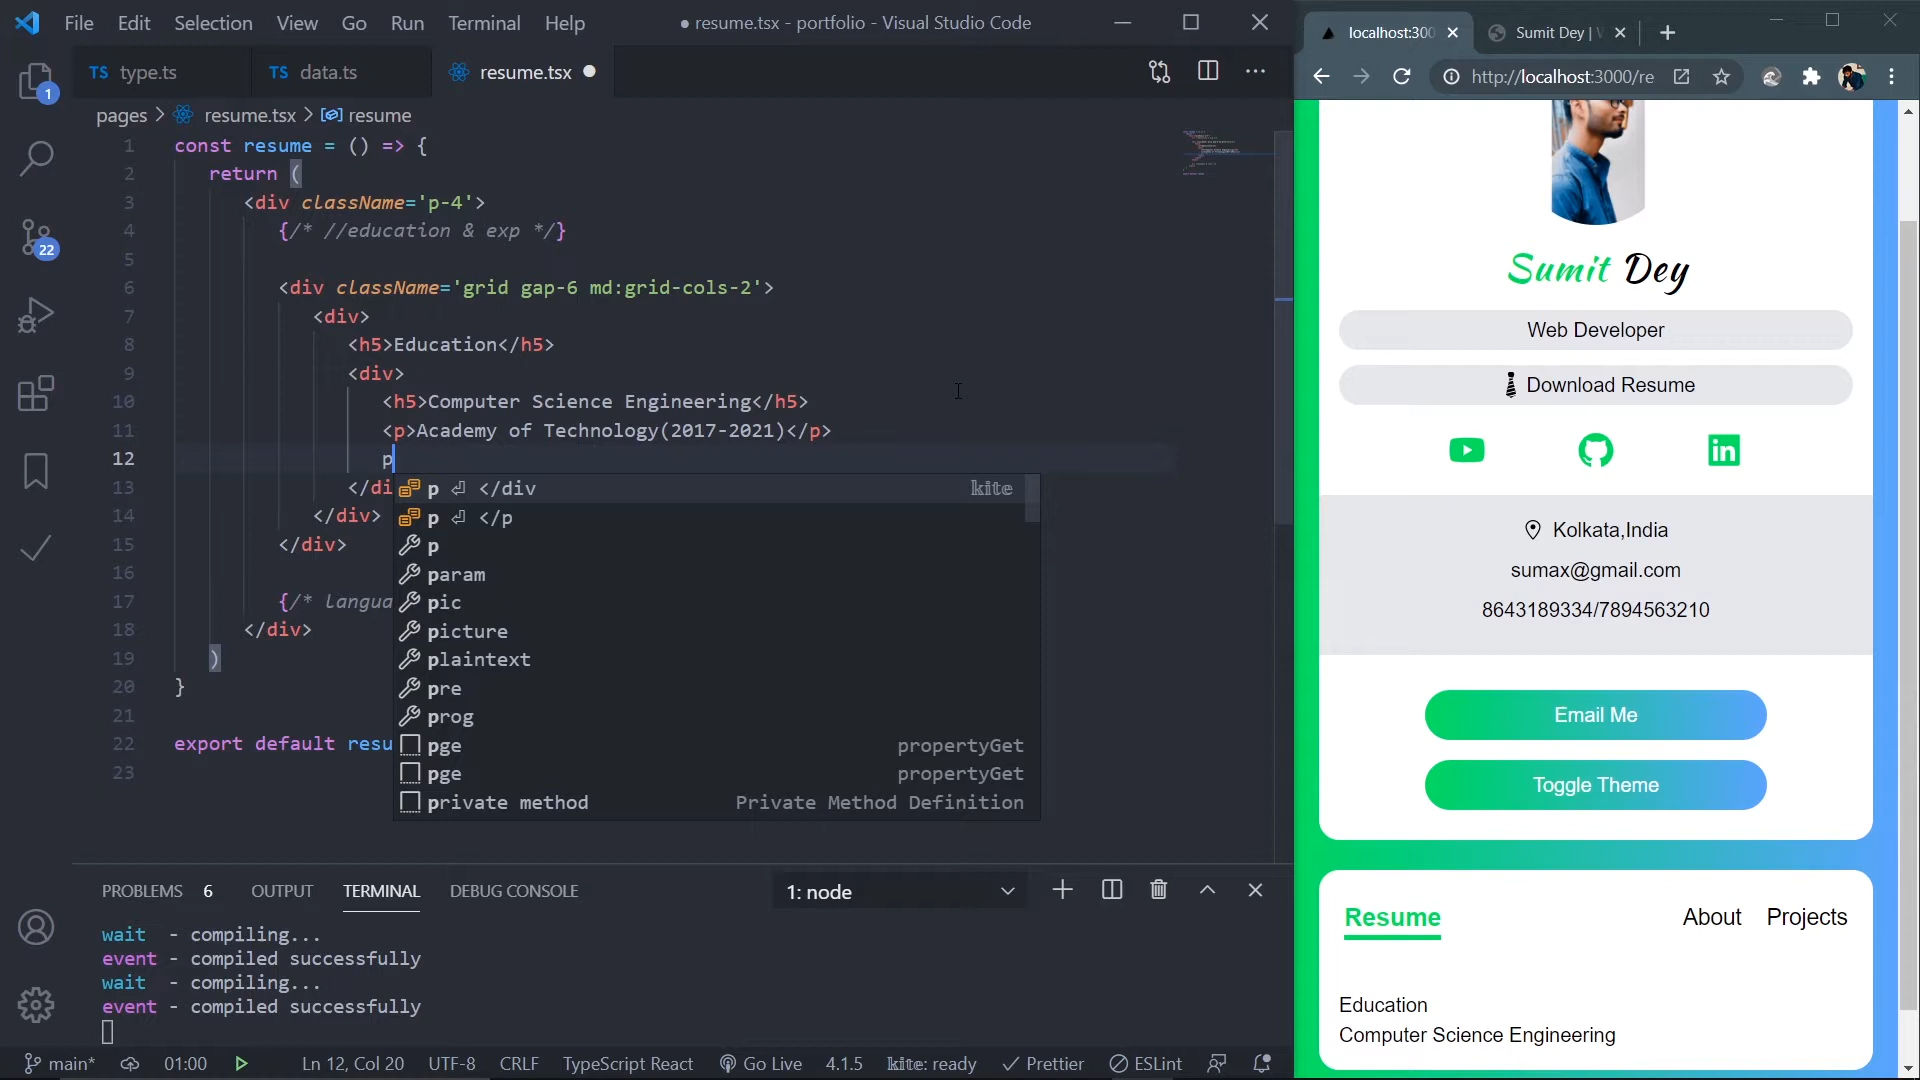 File Edit Selection View Go Run Terminal Help
● resume.tsx - portfolio - Visual Studio Code
TS type.ts
TS data.ts
resume.tsx
pages > resume.tsx > resume
1 const resume = () => {
2 return (
3 <div className='p-4'>
4 {/* //education & exp */}
5
6 <div className='grid gap-6 md:grid-cols-2'>
7 <div>
8 <h5>Education</h5>
9 <div>
10 <h5>Computer Science Engineering</h5>
11 <p>Academy of Technology(2017-2021)</p>
12 p
13 </di
14 </div>
15 </div>
16
17 {/* langua
18 </div>
19 )
20 }
21
22 export default resu
23
p ⏎ </div kite
p ⏎ </p
p
param
pic
picture
plaintext
pre
prog
pge propertyGet
pge propertyGet
private method Private Method Definition
1
22
PROBLEMS 6 OUTPUT TERMINAL DEBUG CONSOLE
1: node
wait - compiling...
event - compiled successfully
wait - compiling...
event - compiled successfully
main* 01:00 Ln 12, Col 20 UTF-8 CRLF TypeScript React Go Live 4.1.5 kite: ready Prettier ESLint
localhost:300
Sumit Dey |
http://localhost:3000/re
Sumit Dey
Web Developer
Download Resume
in
Kolkata,India
sumax@gmail.com
8643189334/7894563210
Email Me
Toggle Theme
Resume About Projects
Education
Computer Science Engineering